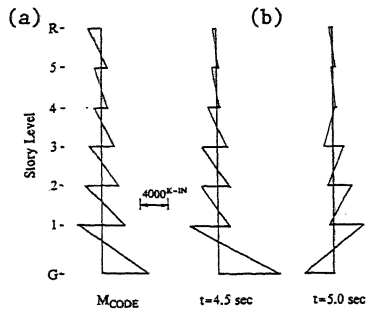 (a)
(b)
R-
5-
4-
3-
2-
1-
G-
Story Level
4000K-IN
MCODE
t=4.5 sec
t=5.0 sec